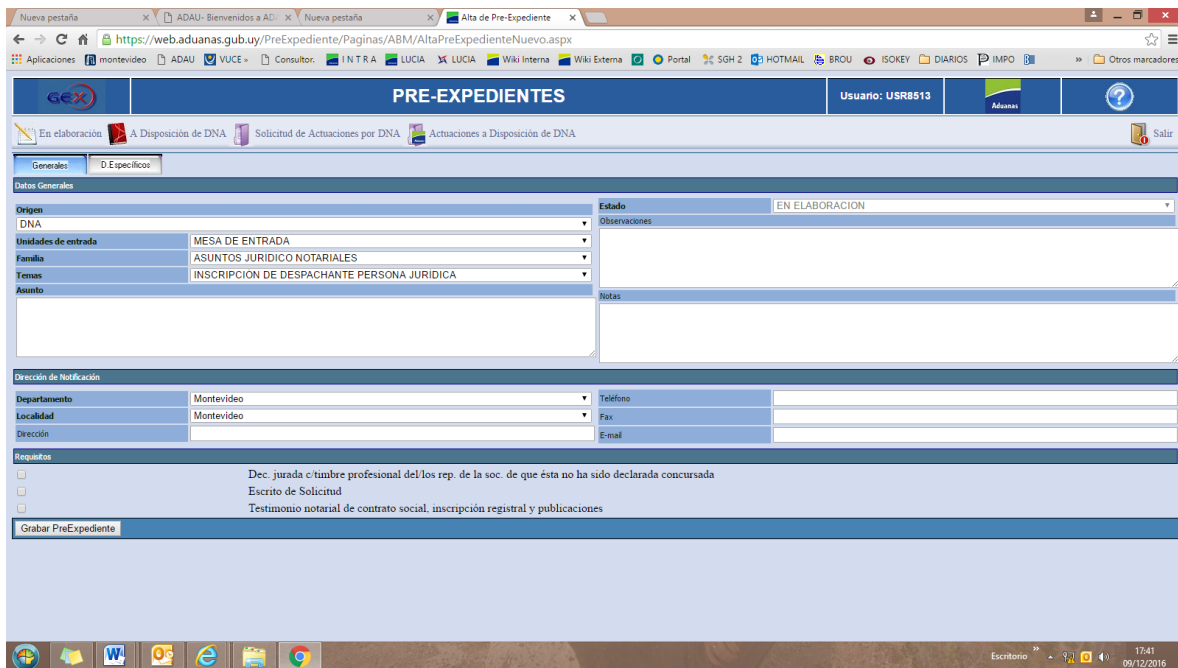 Nueva pestaña ADAU- Bienvenidos a AD Nueva pestaña Alta de Pre-Expediente
https://web.aduanas.gub.uy/PreExpediente/Paginas/ABM/AltaPreExpedienteNuevo.aspx
Aplicaciones montevideo ADAU VUCE » Consultor. I N T R A LUCIA LUCIA Wiki Interna Wiki Externa Portal SGH 2 HOTMAIL BROU ISOKEY DIARIOS IMPO » Otros marcadores
GEX PRE-EXPEDIENTES Usuario: USR8513 Aduanas ?
En elaboración A Disposición de DNA Solicitud de Actuaciones por DNA Actuaciones a Disposición de DNA Salir
Generales D.Específicos
Datos Generales
Origen
DNA
Unidades de entrada MESA DE ENTRADA
Familia ASUNTOS JURÍDICO NOTARIALES
Temas INSCRIPCIÓN DE DESPACHANTE PERSONA JURÍDICA
Asunto
Estado EN ELABORACION
Observaciones
Notas
Dirección de Notificación
Departamento Montevideo Teléfono
Localidad Montevideo Fax
Dirección E-mail
Requisitos
Dec. jurada c/timbre profesional del/los rep. de la soc. de que ésta no ha sido declarada concursada
Escrito de Solicitud
Testimonio notarial de contrato social, inscripción registral y publicaciones
Grabar PreExpediente
Escritorio » 17:41
09/12/2016